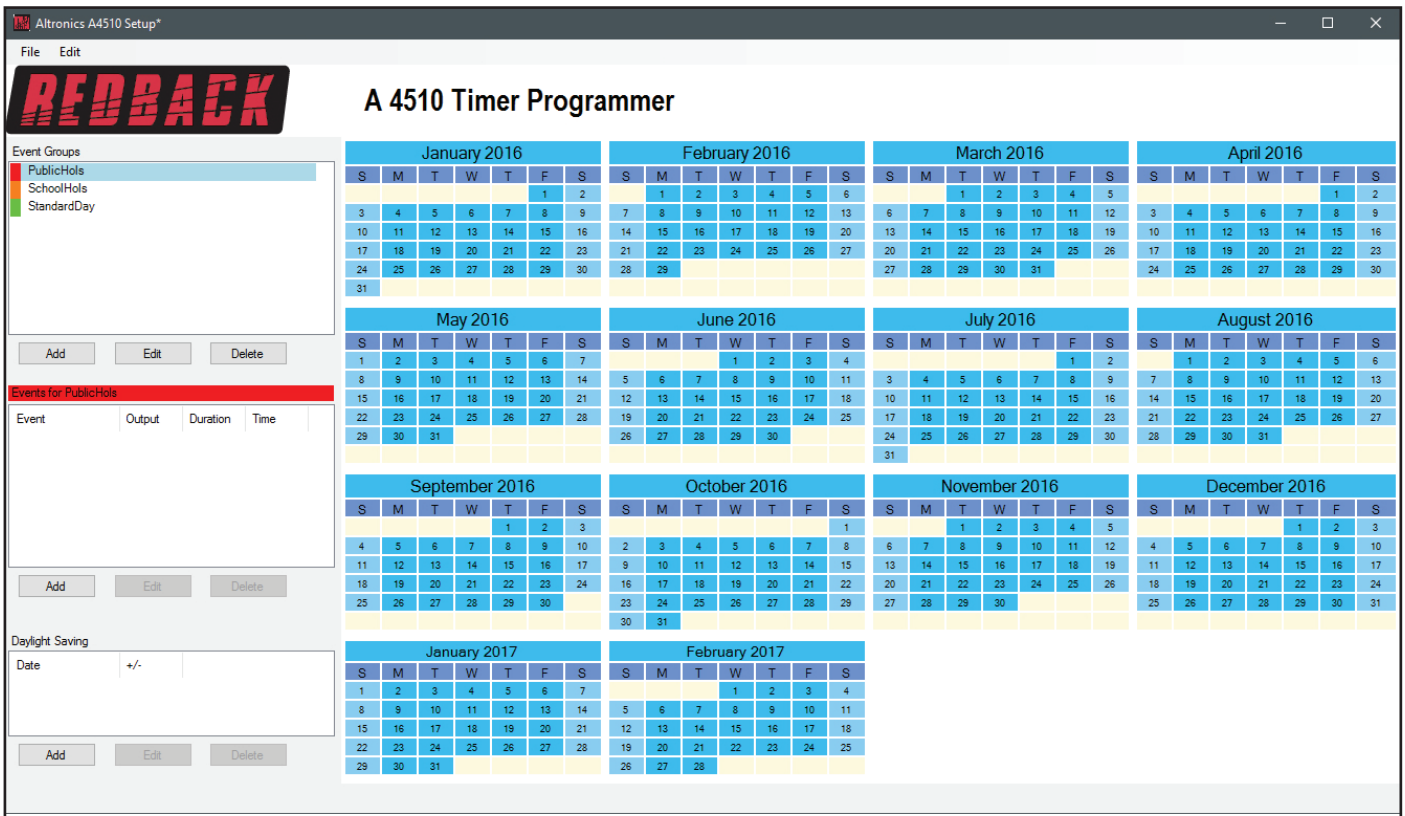 Altronics A4510 Setup*
File Edit
REDBACK
A 4510 Timer Programmer
Event Groups
PublicHols
SchoolHols
StandardDay
Add Edit Delete
Events for PublicHols
Event Output Duration Time
Add Edit Delete
Daylight Saving
Date +/-
Add Edit Delete
January 2016
S M T W T F S
1 2
3 4 5 6 7 8 9
10 11 12 13 14 15 16
17 18 19 20 21 22 23
24 25 26 27 28 29 30
31
February 2016
S M T W T F S
1 2 3 4 5 6
7 8 9 10 11 12 13
14 15 16 17 18 19 20
21 22 23 24 25 26 27
28 29
March 2016
S M T W T F S
1 2 3 4 5
6 7 8 9 10 11 12
13 14 15 16 17 18 19
20 21 22 23 24 25 26
27 28 29 30 31
April 2016
S M T W T F S
1 2
3 4 5 6 7 8 9
10 11 12 13 14 15 16
17 18 19 20 21 22 23
24 25 26 27 28 29 30
May 2016
S M T W T F S
1 2 3 4 5 6 7
8 9 10 11 12 13 14
15 16 17 18 19 20 21
22 23 24 25 26 27 28
29 30 31
June 2016
S M T W T F S
1 2 3 4
5 6 7 8 9 10 11
12 13 14 15 16 17 18
19 20 21 22 23 24 25
26 27 28 29 30
July 2016
S M T W T F S
1 2
3 4 5 6 7 8 9
10 11 12 13 14 15 16
17 18 19 20 21 22 23
24 25 26 27 28 29 30
31
August 2016
S M T W T F S
1 2 3 4 5 6
7 8 9 10 11 12 13
14 15 16 17 18 19 20
21 22 23 24 25 26 27
28 29 30 31
September 2016
S M T W T F S
1 2 3
4 5 6 7 8 9 10
11 12 13 14 15 16 17
18 19 20 21 22 23 24
25 26 27 28 29 30
October 2016
S M T W T F S
1
2 3 4 5 6 7 8
9 10 11 12 13 14 15
16 17 18 19 20 21 22
23 24 25 26 27 28 29
30 31
November 2016
S M T W T F S
1 2 3 4 5
6 7 8 9 10 11 12
13 14 15 16 17 18 19
20 21 22 23 24 25 26
27 28 29 30
December 2016
S M T W T F S
1 2 3
4 5 6 7 8 9 10
11 12 13 14 15 16 17
18 19 20 21 22 23 24
25 26 27 28 29 30 31
January 2017
S M T W T F S
1 2 3 4 5 6 7
8 9 10 11 12 13 14
15 16 17 18 19 20 21
22 23 24 25 26 27 28
29 30 31
February 2017
S M T W T F S
1 2 3 4
5 6 7 8 9 10 11
12 13 14 15 16 17 18
19 20 21 22 23 24 25
26 27 28